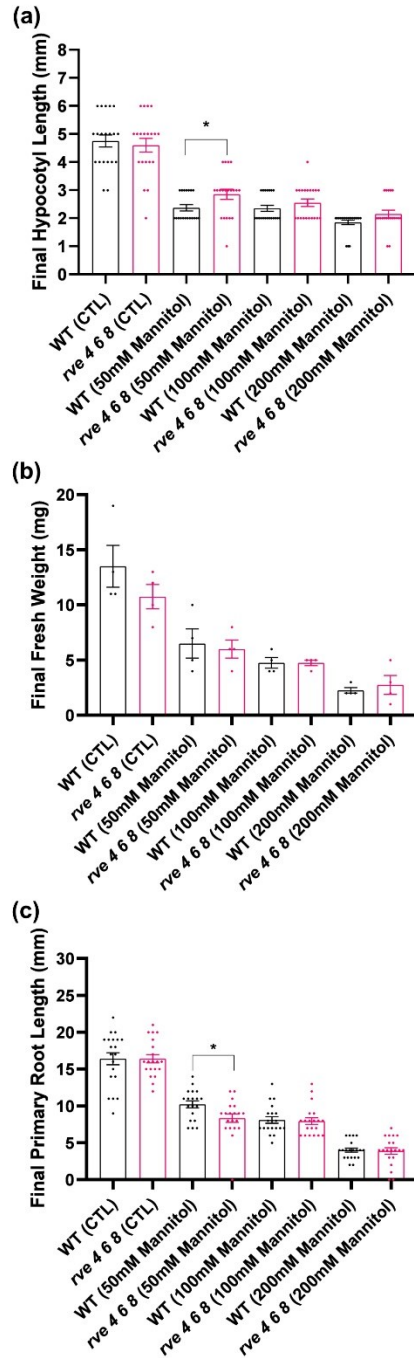 (a)
Final Hypocotyl Length (mm)
8
7
6
5
4
3
2
1
0
*
WT (CTL)
rve 4 6 8 (CTL)
WT (50mM Mannitol)
rve 4 6 8 (50mM Mannitol)
WT (100mM Mannitol)
rve 4 6 8 (100mM Mannitol)
WT (200mM Mannitol)
rve 4 6 8 (200mM Mannitol)
(b)
Final Fresh Weight (mg)
20
15
10
5
0
WT (CTL)
rve 4 6 8 (CTL)
WT (50mM Mannitol)
rve 4 6 8 (50mM Mannitol)
WT (100mM Mannitol)
rve 4 6 8 (100mM Mannitol)
WT (200mM Mannitol)
rve 4 6 8 (200mM Mannitol)
(c)
Final Primary Root Length (mm)
30
25
20
15
10
5
0
*
WT (CTL)
rve 4 6 8 (CTL)
WT (50mM Mannitol)
rve 4 6 8 (50mM Mannitol)
WT (100mM Mannitol)
rve 4 6 8 (100mM Mannitol)
WT (200mM Mannitol)
rve 4 6 8 (200mM Mannitol)